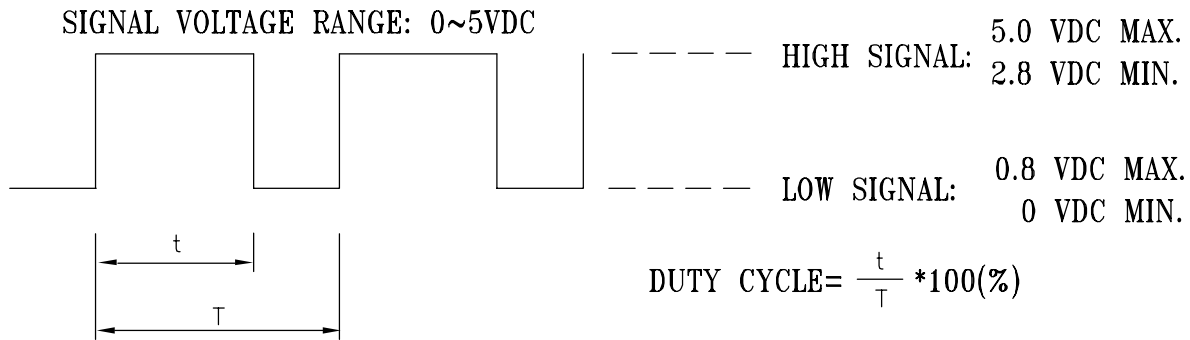 SIGNAL VOLTAGE RANGE: 0~5VDC
HIGH SIGNAL: 5.0 VDC MAX.
2.8 VDC MIN.
LOW SIGNAL: 0.8 VDC MAX.
0 VDC MIN.
t
T
DUTY CYCLE= t/T *100(%)